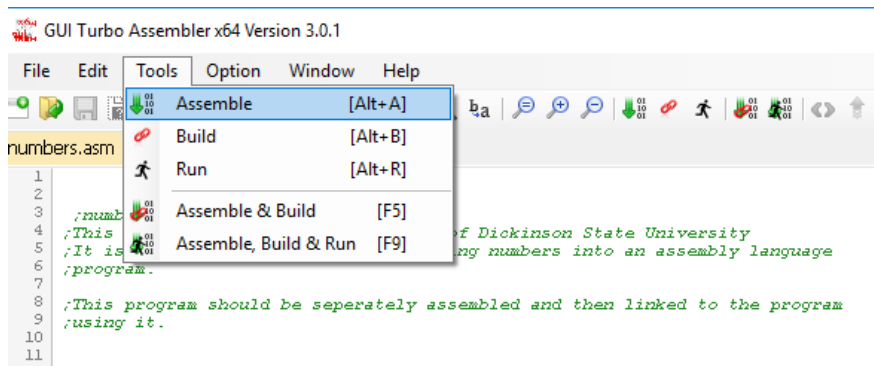 GUI Turbo Assembler x64 Version 3.0.1
File Edit Tools Option Window Help
Assemble [Alt+A]
numbers.asm
Build [Alt+B]
Run [Alt+R]
Assemble & Build [F5]
Assemble, Build & Run [F9]
1
2
3 ;numb
4 ;This of Dickinson State University
5 ;It is ng numbers into an assembly language
6 ;program.
7
8 ;This program should be seperately assembled and then linked to the program
9 ;using it.
10
11